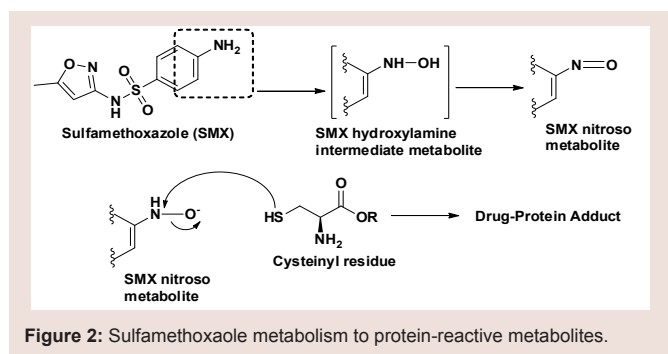 NH2
O N
O
S
O
N
H
Sulfamethoxazole (SMX)
NH OH
SMX hydroxylamine
intermediate metabolite
N O
SMX nitroso
metabolite
H
N O-
SMX nitroso
metabolite
HS
O
OR
NH2
Cysteinyl residue
Drug-Protein Adduct
Figure 2: Sulfamethoxaole metabolism to protein-reactive metabolites.